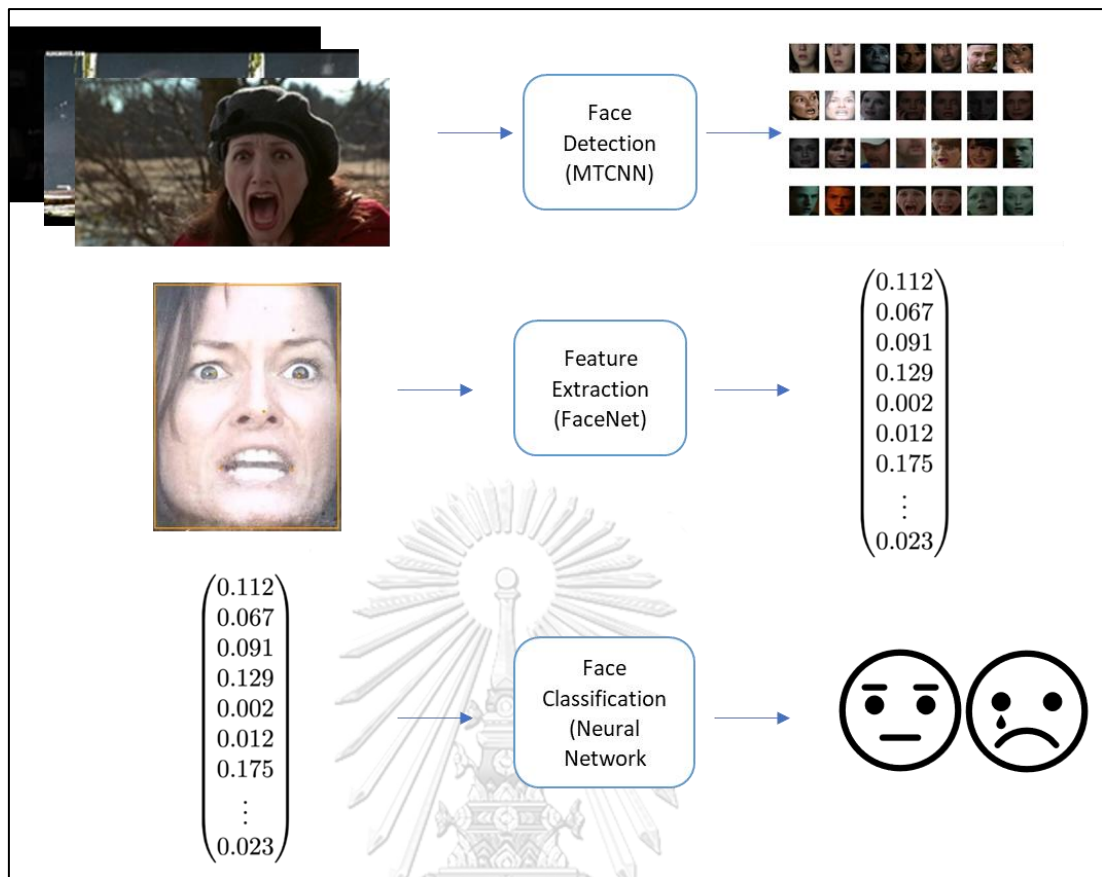 Face
Detection
(MTCNN)
0.112
0.067
0.091
0.129
0.002
0.012
0.175
⋮
0.023
Feature
Extraction
(FaceNet)
0.112
0.067
0.091
0.129
0.002
0.012
0.175
⋮
0.023
Face
Classification
(Neural
Network